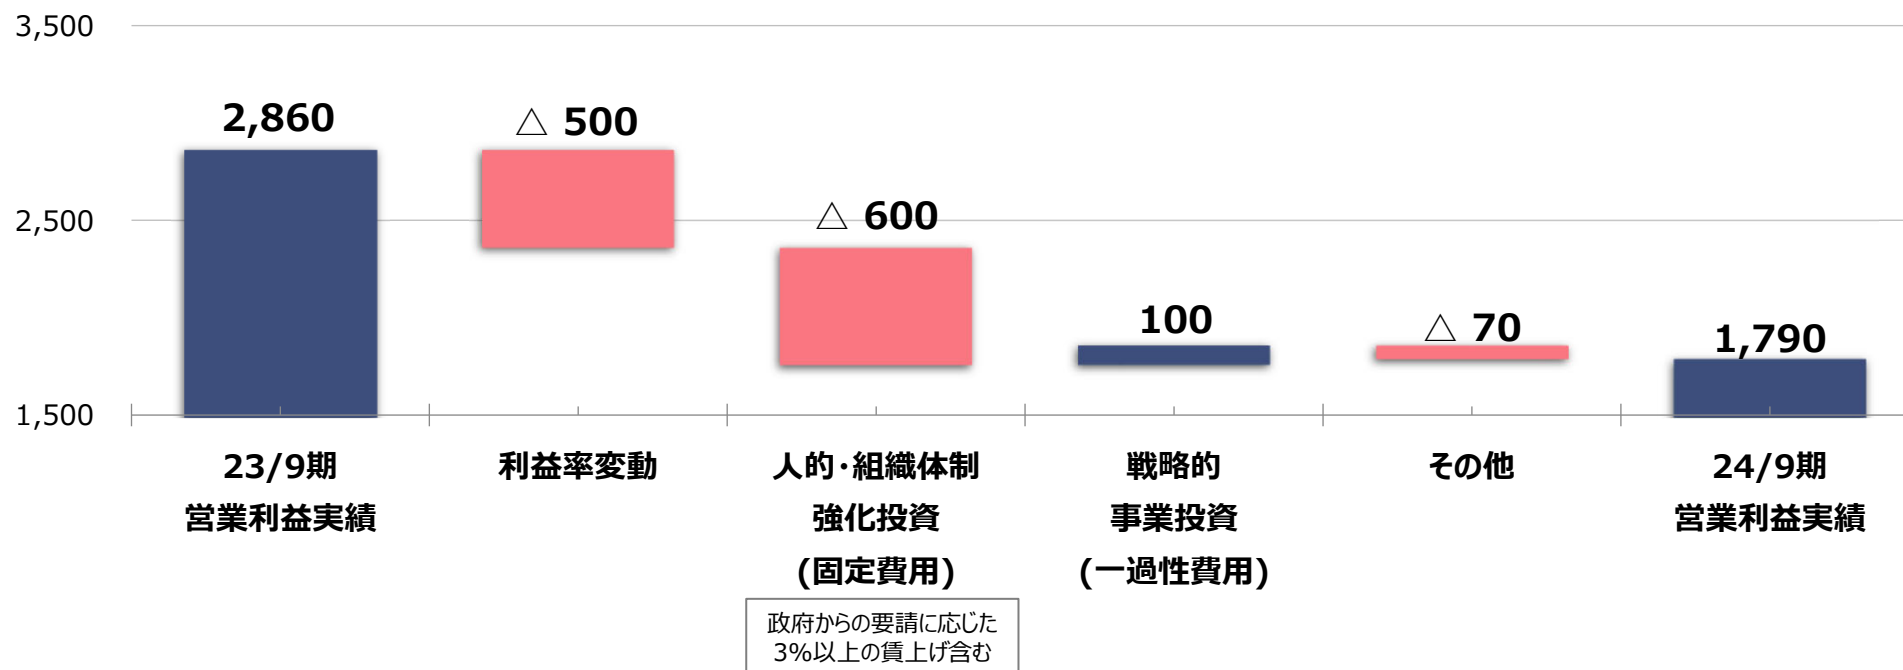 3,500
2,500
1,500
2,860
△ 500
△ 600
100
△ 70
1,790
23/9期
営業利益実績
利益率変動
人的・組織体制
強化投資
(固定費用)
戦略的
事業投資
(一過性費用)
その他
24/9期
営業利益実績
政府からの要請に応じた
3%以上の賃上げ含む